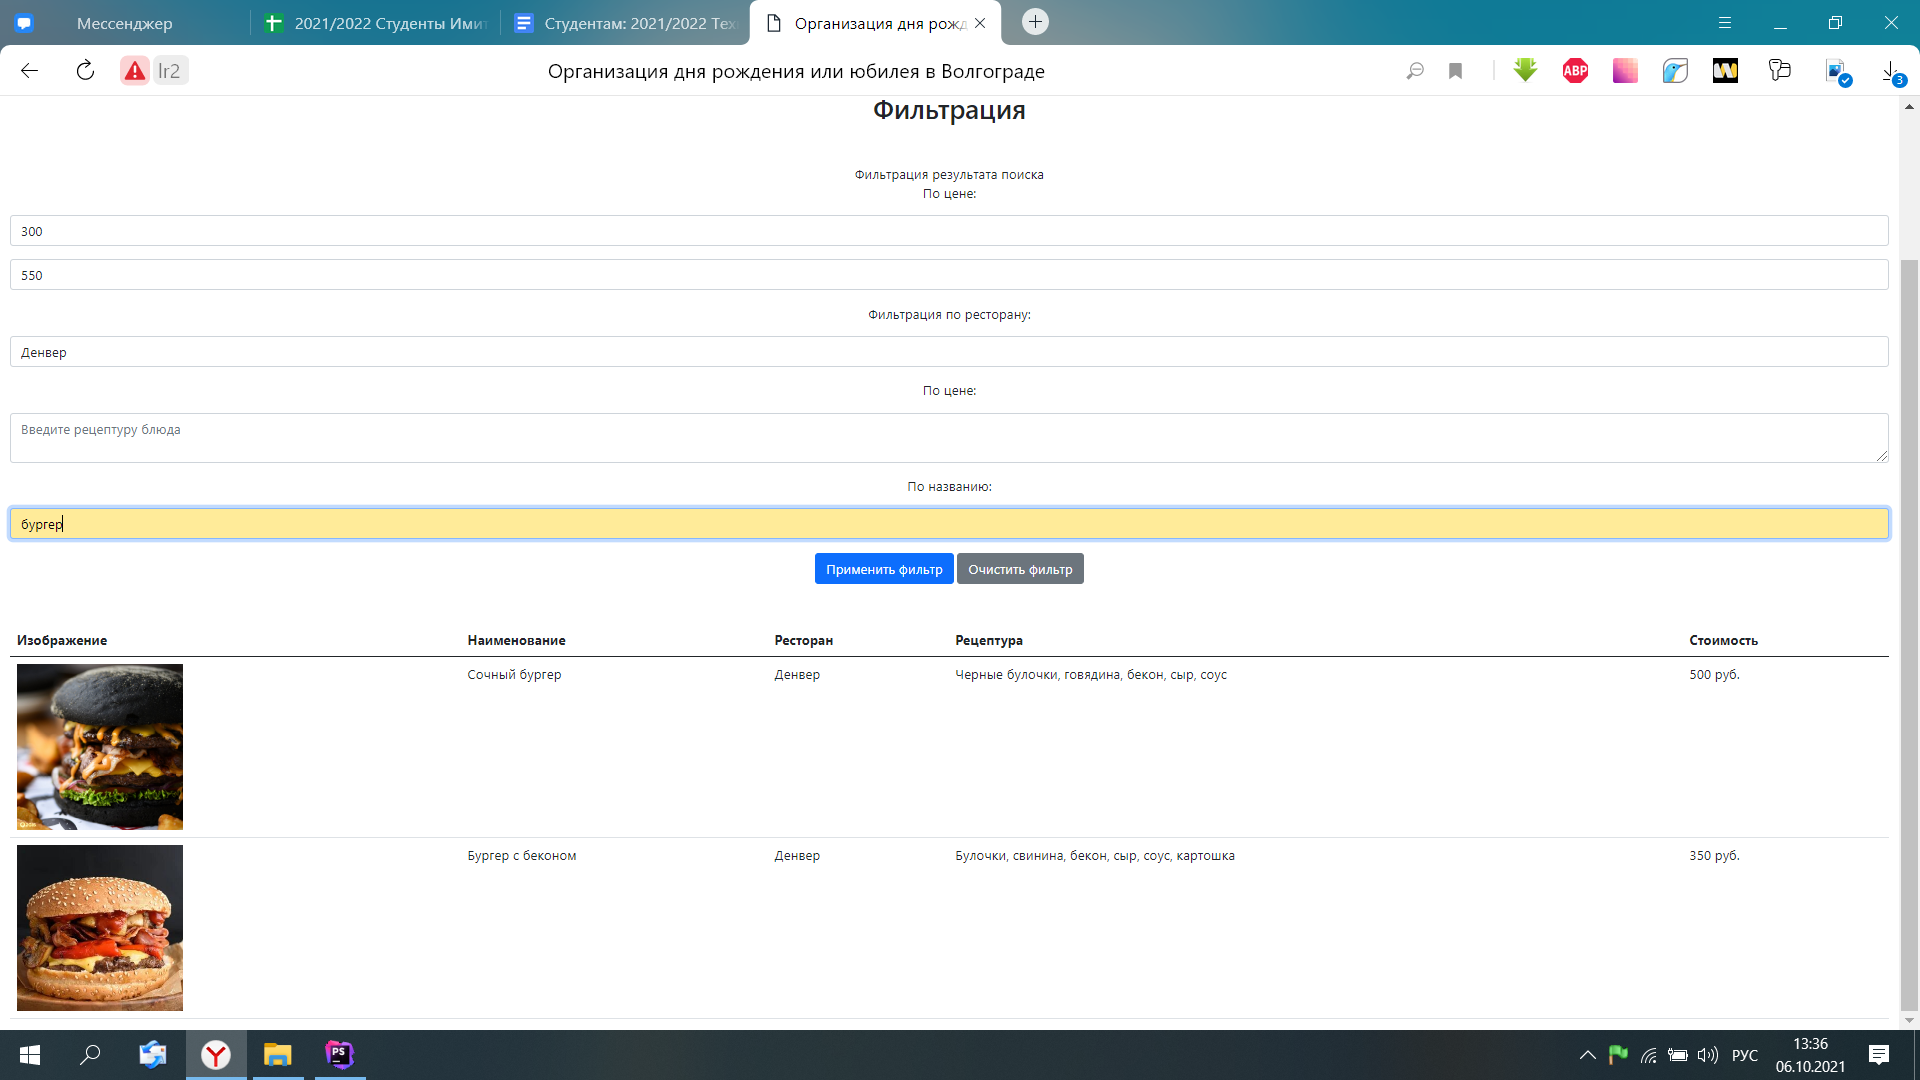 Мессенджер
2021/2022 Студенты Ими
Студентам: 2021/2022 Тех
Организация дня рожд
lr2
Организация дня рождения или юбилея в Волгограде
ABP
3
Фильтрация
Фильтрация результата поиска
По цене:
300
550
Фильтрация по ресторану:
Денвер
По цене:
Введите рецептуру блюда
По названию:
бургер
Применить фильтр
Очистить фильтр
Изображение Наименование Ресторан Рецептура Стоимость
Сочный бургер Денвер Черные булочки, говядина, бекон, сыр, соус 500 руб.
Бургер с беконом Денвер Булочки, свинина, бекон, сыр, соус, картошка 350 руб.
PS
РУС
13:36
06.10.2021